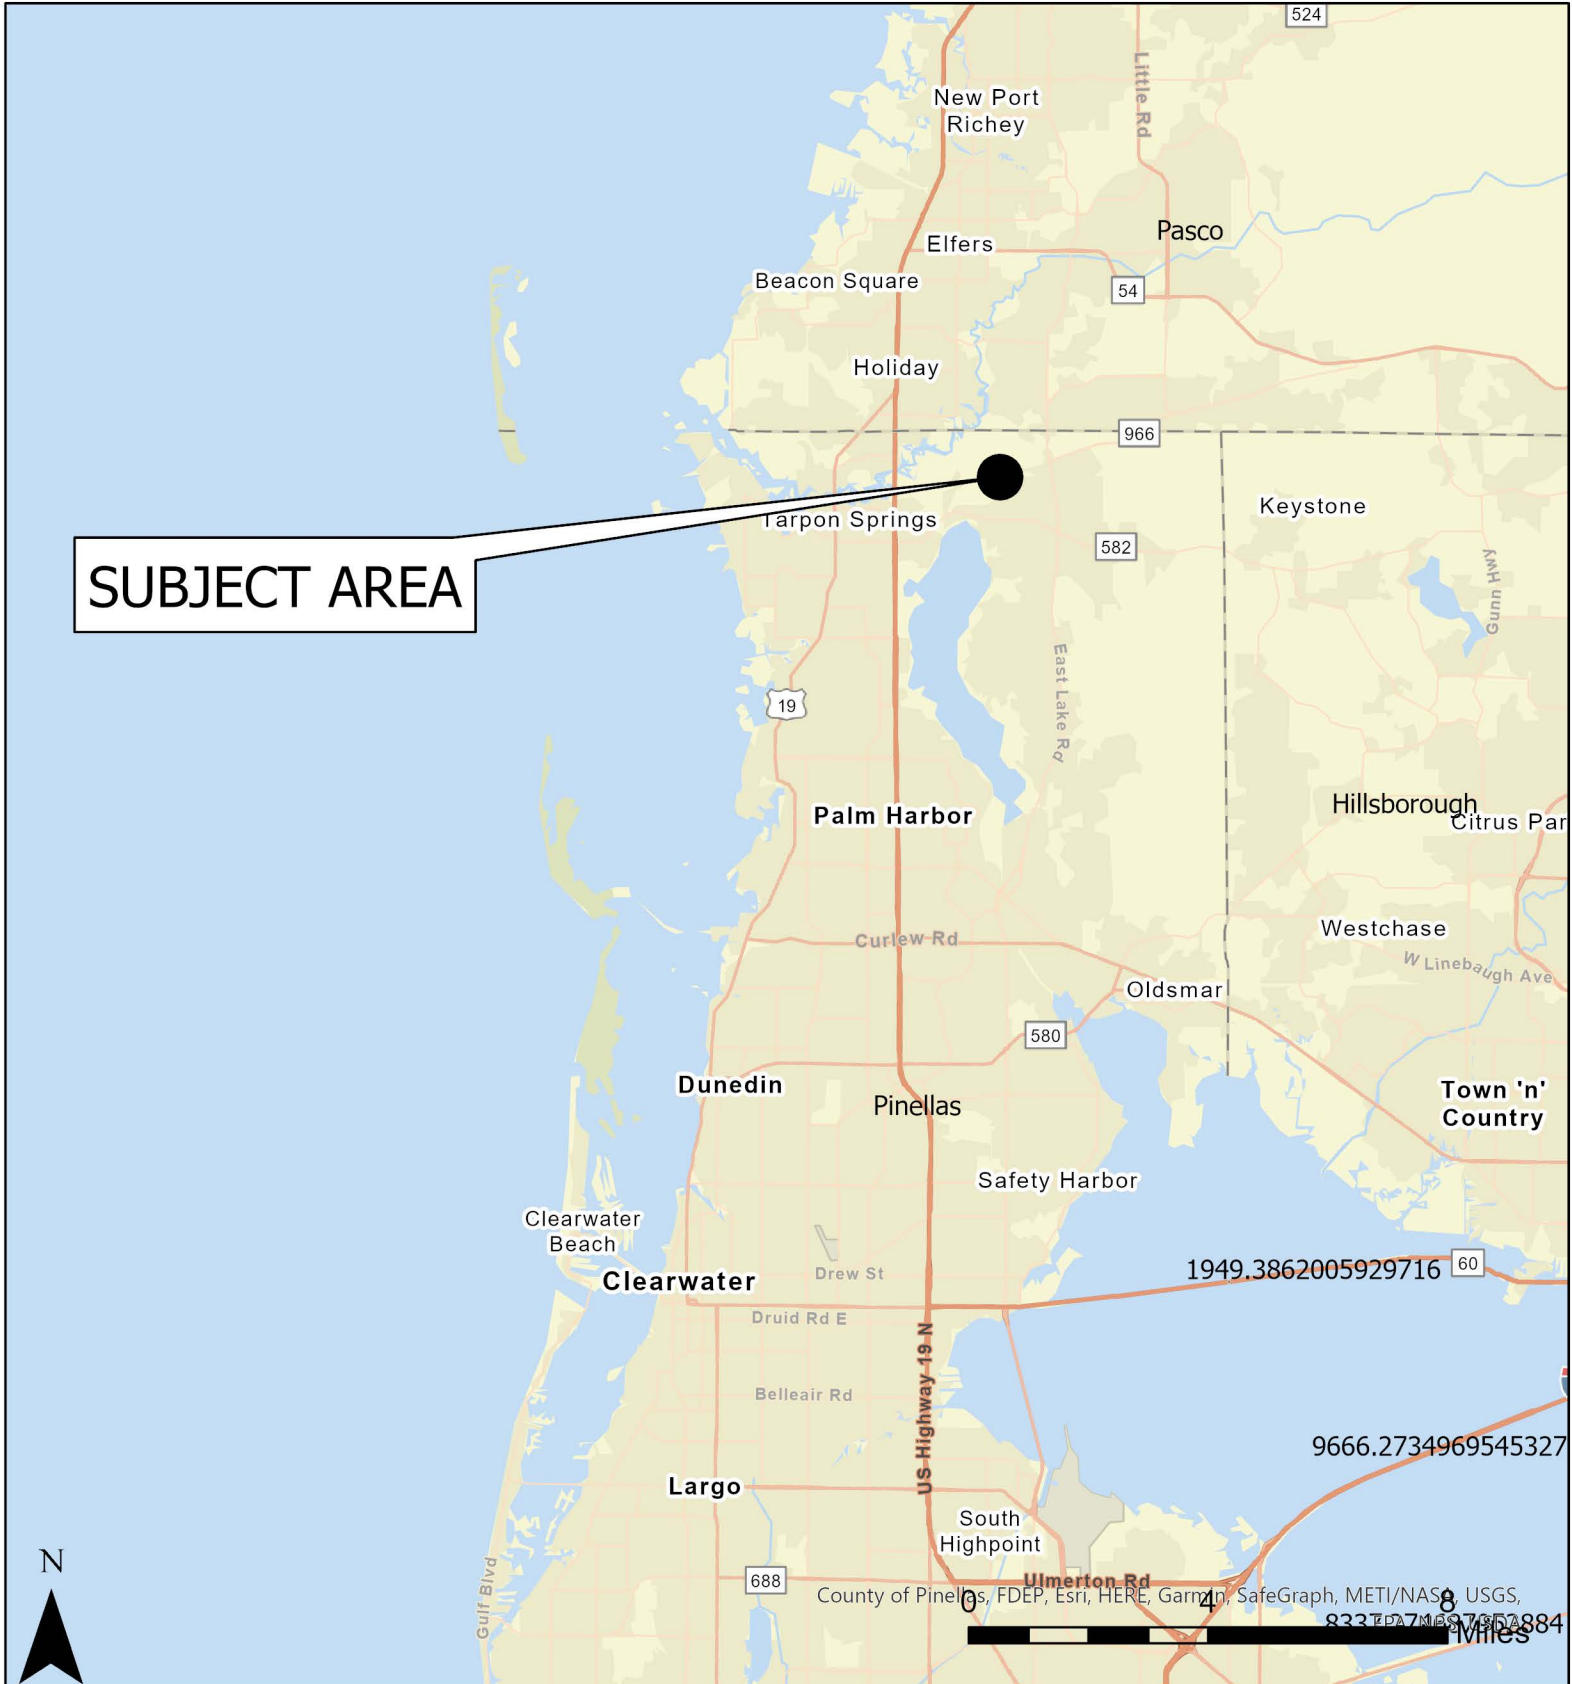 524
New Port
Richey
Little Rd
Pasco
Elfers
Beacon Square
54
Holiday
966
Keystone
Tarpon Springs
582
Gunn Hwy
SUBJECT AREA
East Lake Rd
19
Palm Harbor
Hillsborough
Citrus Par
Westchase
Curlew Rd
W Linebaugh Ave
Oldsmar
580
Dunedin
Pinellas
Town 'n'
Country
Safety Harbor
Clearwater
Beach
1949.3862005929716
60
Clearwater
Drew St
Druid Rd E
US Highway 19 N
Belleair Rd
9666.2734969545327
Largo
South
Highpoint
N
Gulf Blvd
688
Ulmerton Rd
County of Pinellas, FDEP, Esri, HERE, Garmin, SafeGraph, METI/NASA, USGS,
EPA, NPS, USDA
0 4 8
Miles